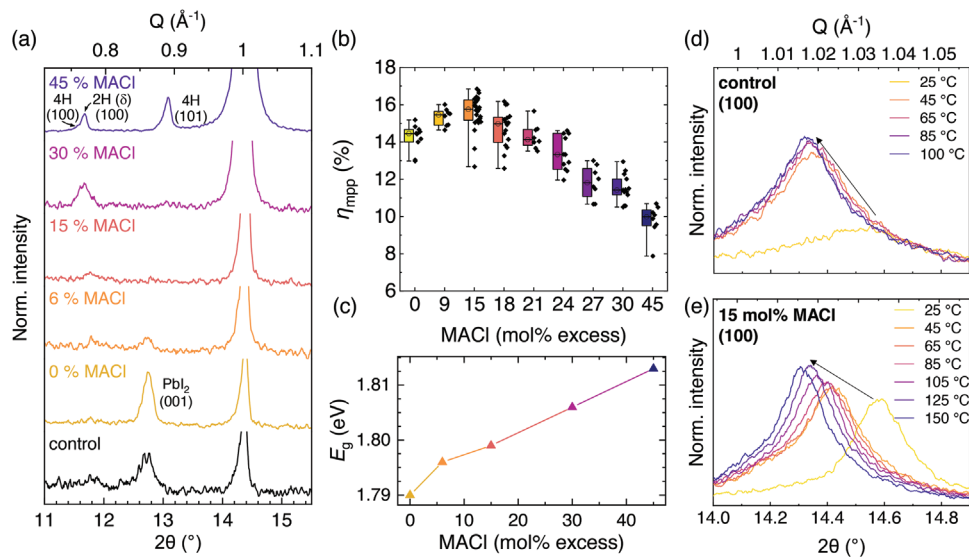 (a)
Q (Å⁻¹)
0.8 0.9 1 1.1
45 % MACl
4H
(100)
2H (δ)
(100)
4H
(101)
30 % MACl
15 % MACl
6 % MACl
0 % MACl
PbI₂
(001)
control
Norm. intensity
11 12 13 14 15
2θ (°)
(b)
18
16
14
12
10
8
6
ηmpp (%)
0 9 15 18 21 24 27 30 45
MACl (mol% excess)
(c)
1.81
1.80
1.79
Eg (eV)
0 10 20 30 40
MACl (mol% excess)
(d)
Q (Å⁻¹)
1 1.01 1.02 1.03 1.04 1.05
control
(100)
25 °C
45 °C
65 °C
85 °C
100 °C
Norm. intensity
(e)
15 mol% MACl
(100)
25 °C
45 °C
65 °C
85 °C
105 °C
125 °C
150 °C
Norm. intensity
14.0 14.2 14.4 14.6 14.8
2θ (°)